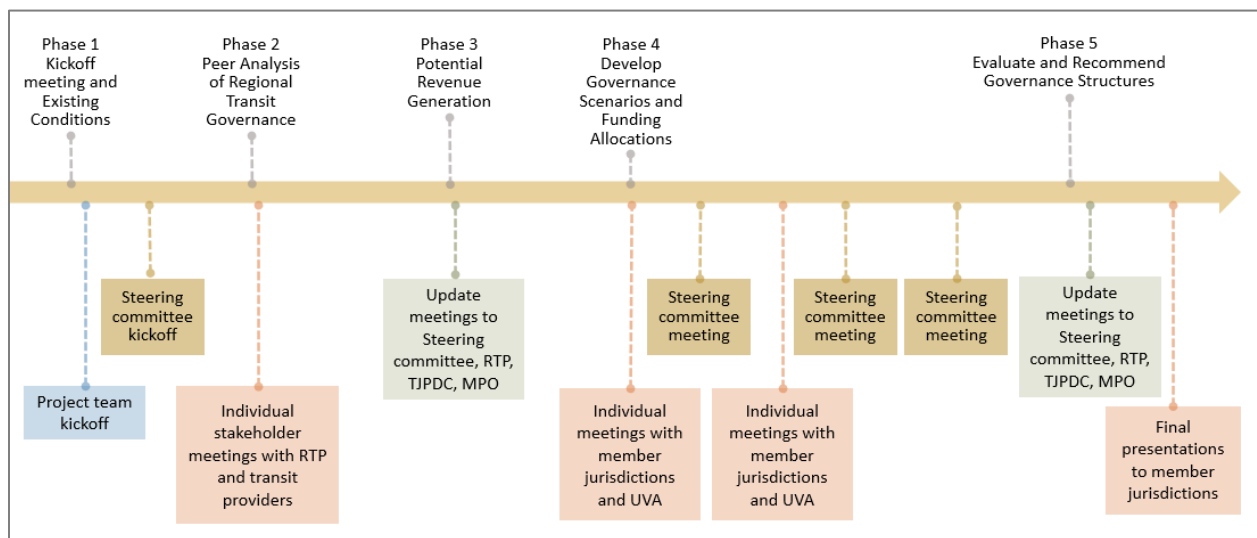 Phase 1
Kickoff
meeting and
Existing
Conditions
Phase 2
Peer Analysis
of Regional
Transit
Governance
Phase 3
Potential
Revenue
Generation
Phase 4
Develop
Governance
Scenarios and
Funding
Allocations
Phase 5
Evaluate and Recommend
Governance Structures
Project team
kickoff
Steering
committee
kickoff
Individual
stakeholder
meetings with RTP
and transit
providers
Update
meetings to
Steering
committee, RTP,
TJPDC, MPO
Individual
meetings with
member
jurisdictions
and UVA
Steering
committee
meeting
Individual
meetings with
member
jurisdictions
and UVA
Steering
committee
meeting
Steering
committee
meeting
Update
meetings to
Steering
committee, RTP,
TJPDC, MPO
Final
presentations
to member
jurisdictions